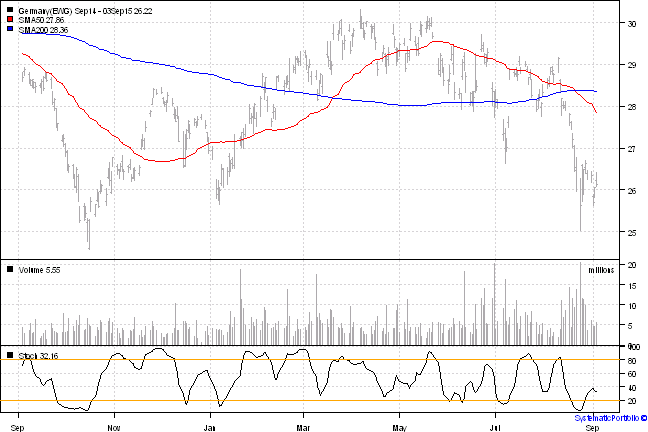 Germany(EWG) Sep14 - 03Sep15 26.22
SMA50 27.86
SMA200 28.36
30
29
28
27
26
25
Volume 5.55
millions
20
15
10
5
0
Stoch 32.16
100
80
60
40
20
Sep
Nov
Jan
Mar
May
Jul
Sep
SystematicPortfolio ©